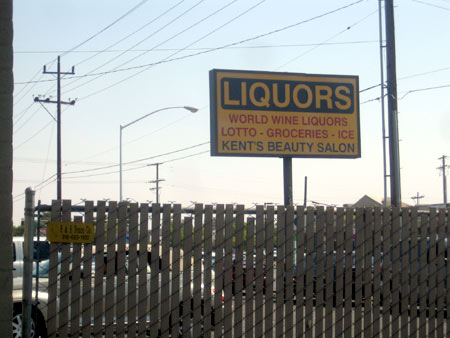 LIQUORS
WORLD WINE LIQUORS
LOTTO - GROCERIES - ICE
KENT'S BEAUTY SALON